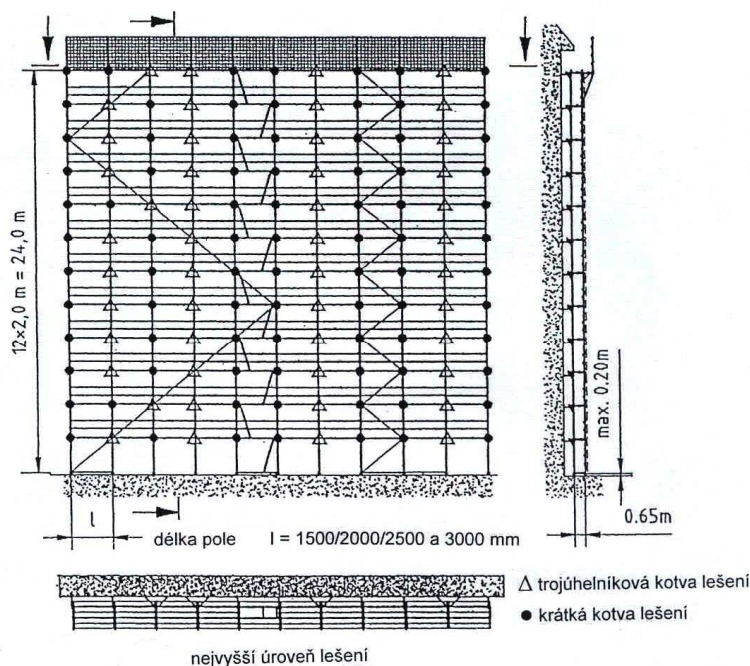 12×2,0 m = 24,0 m
max. 0.20m
0.65m
l
délka pole l = 1500/2000/2500 a 3000 mm
△ trojúhelníková kotva lešení
● krátká kotva lešení
nejvyšší úroveň lešení